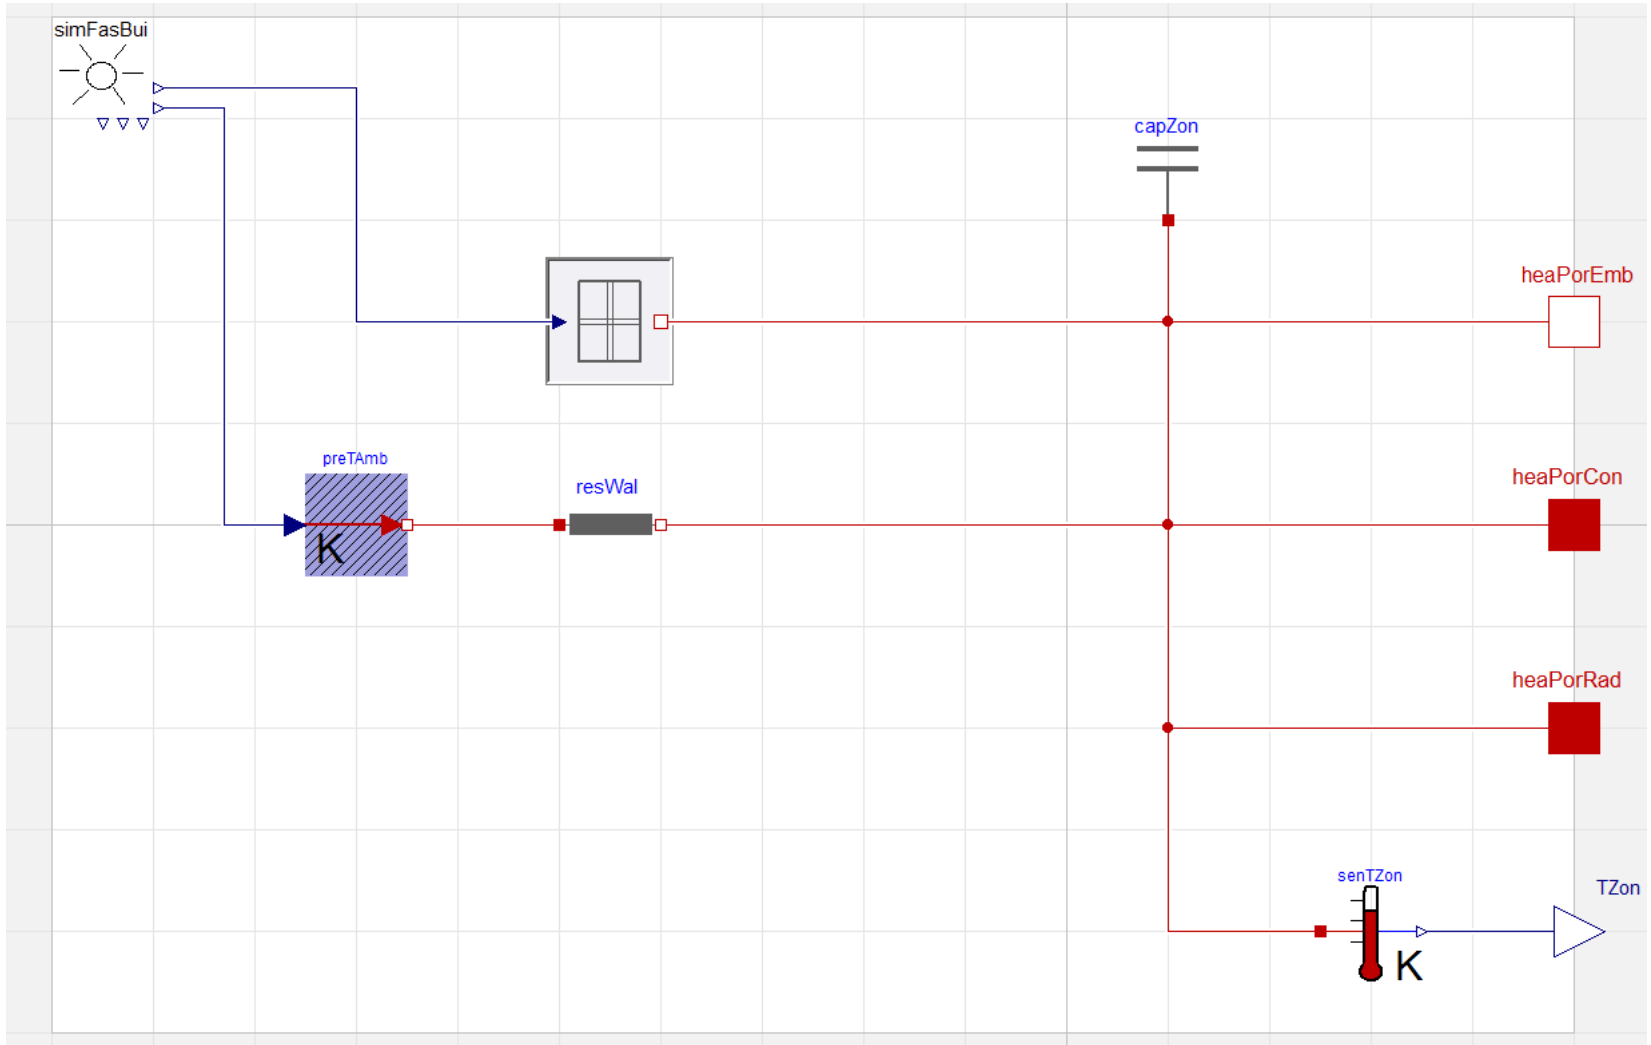 simFasBui
capZon
heaPorEmb
preTAmb
resWal
heaPorCon
K
heaPorRad
senTZon
TZon
K